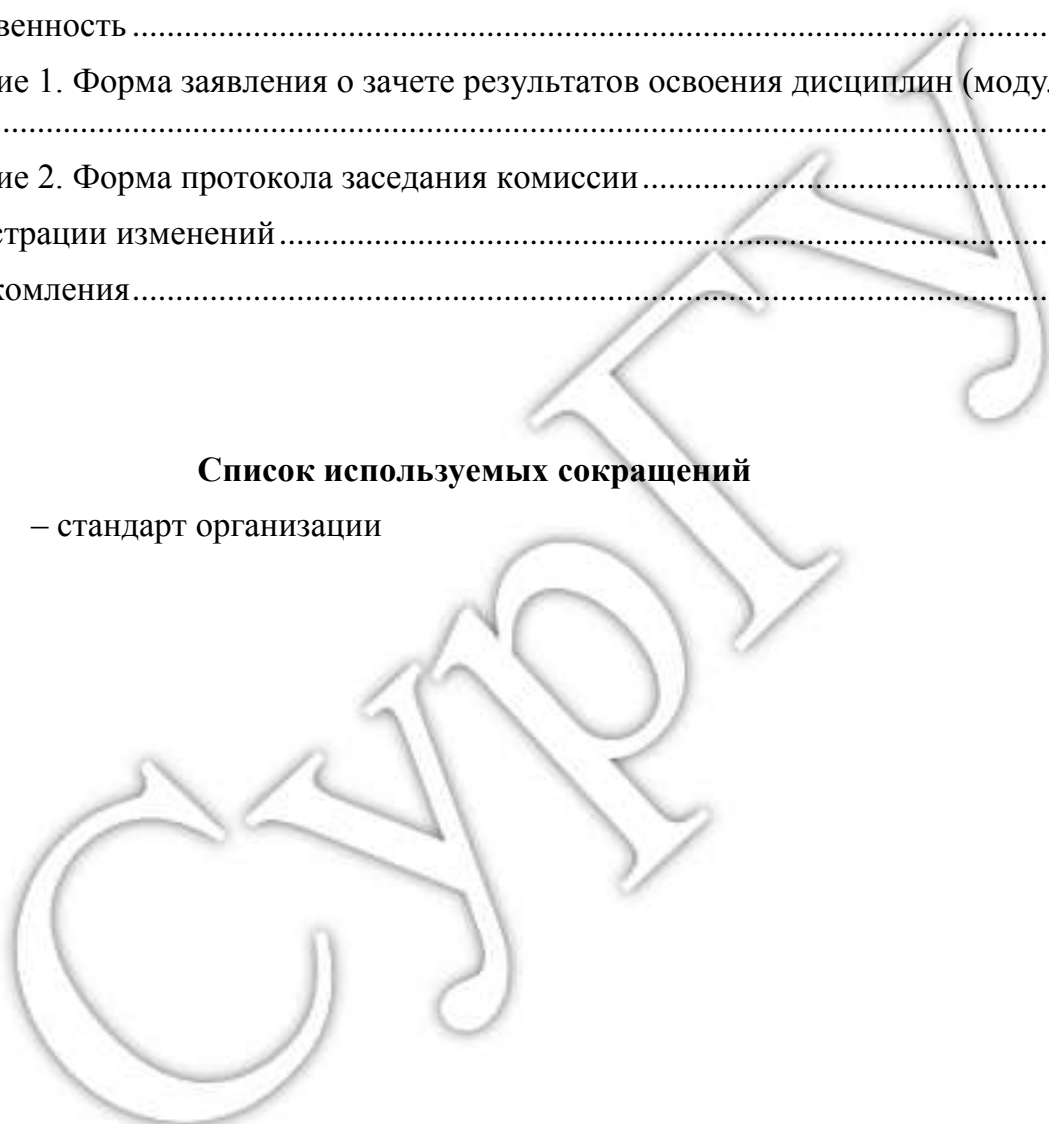 венность
ие 1. Форма заявления о зачете результатов освоения дисциплин (моду
ие 2. Форма протокола заседания комиссии
страции изменений
комления
Список используемых сокращений
– стандарт организации
СурГУ